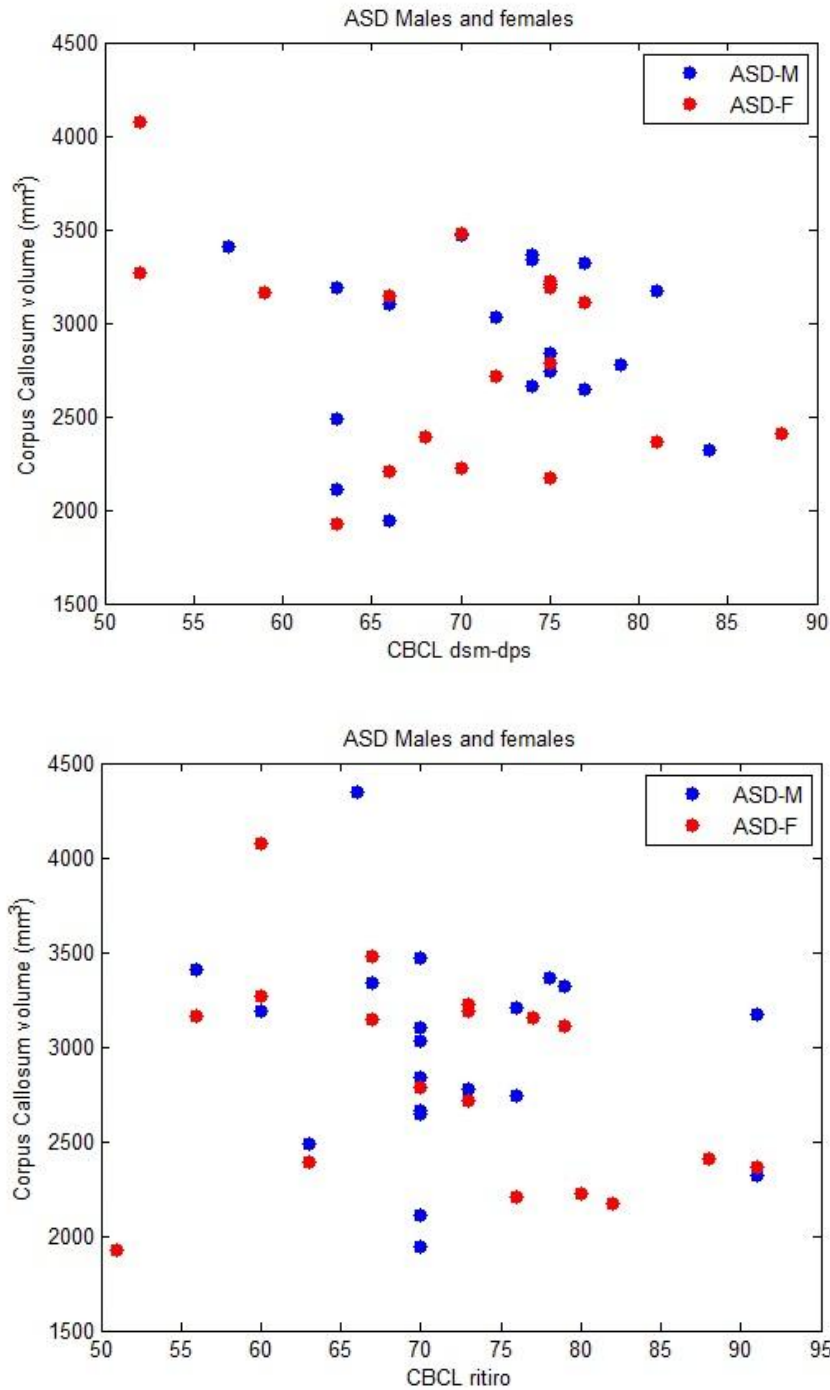 ASD Males and females
4500
4000
3500
3000
2500
2000
1500
Corpus Callosum volume (mm³)
ASD-M
ASD-F
50 55 60 65 70 75 80 85 90
CBCL dsm-dps
ASD Males and females
4500
4000
3500
3000
2500
2000
1500
Corpus Callosum volume (mm³)
ASD-M
ASD-F
50 55 60 65 70 75 80 85 90 95
CBCL ritiro